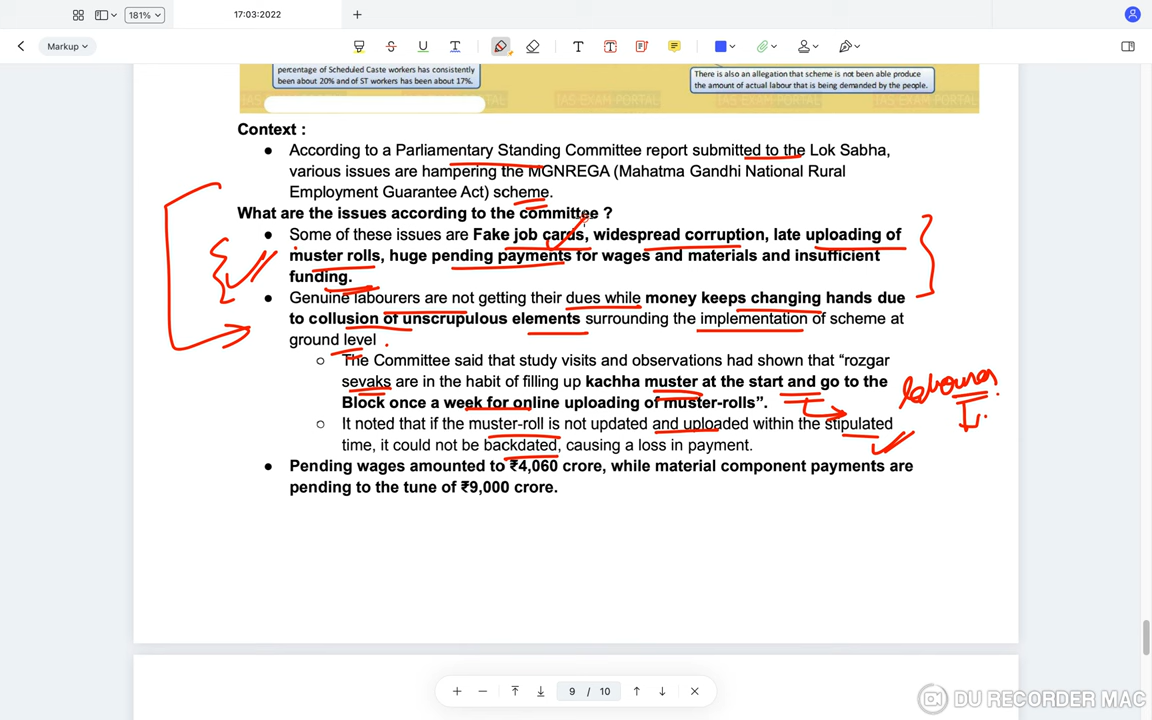 181%
17:03:2022
Markup
percentage of Scheduled Caste workers has consistently
been about 20% and of ST workers has been about 17%.
There is also an allegation that scheme is not been able produce
the amount of actual labour that is being demanded by the people.
IAS EXAM PORTAL
IAS EXAM PORTAL
IAS EXAM PORTAL
Context :
● According to a Parliamentary Standing Committee report submitted to the Lok Sabha,
various issues are hampering the MGNREGA (Mahatma Gandhi National Rural
Employment Guarantee Act) scheme.
What are the issues according to the committee ?
● Some of these issues are Fake job cards, widespread corruption, late uploading of
muster rolls, huge pending payments for wages and materials and insufficient
funding.
● Genuine labourers are not getting their dues while money keeps changing hands due
to collusion of unscrupulous elements surrounding the implementation of scheme at
ground level
○ The Committee said that study visits and observations had shown that “rozgar
sevaks are in the habit of filling up kachha muster at the start and go to the
Block once a week for online uploading of muster-rolls”.
labourers
○ It noted that if the muster-roll is not updated and uploaded within the stipulated
time, it could not be backdated, causing a loss in payment.
● Pending wages amounted to ₹4,060 crore, while material component payments are
pending to the tune of ₹9,000 crore.
9 / 10
DU RECORDER MAC